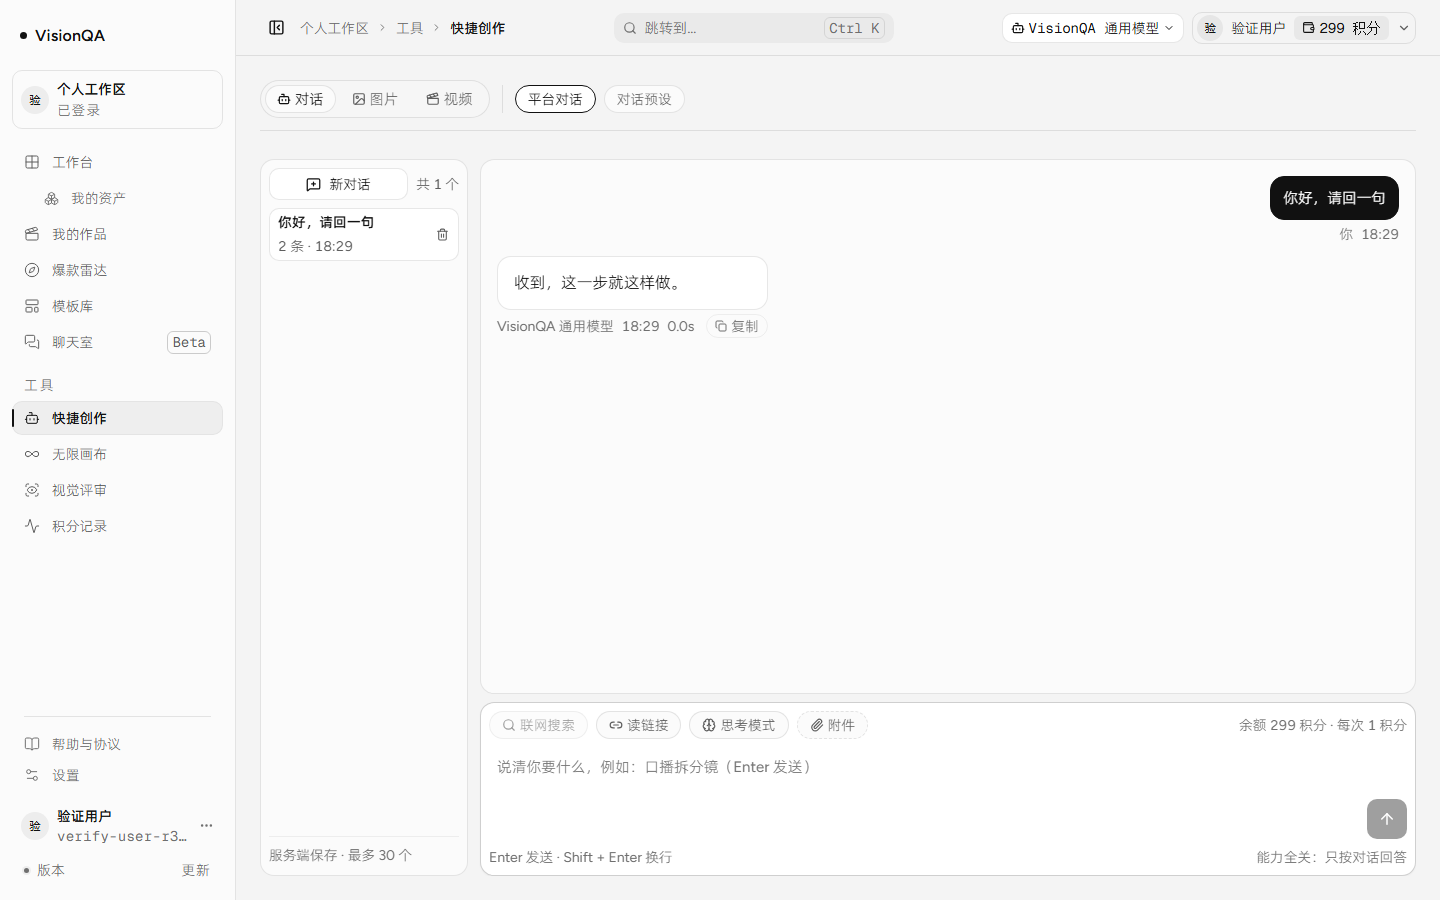 VisionQA
验
个人工作区
已登录
工作台
我的资产
我的作品
爆款雷达
模板库
聊天室 Beta
工具
快捷创作
无限画布
视觉评审
积分记录
帮助与协议
设置
验
验证用户
verify-user-r3…
版本 更新
个人工作区 工具 快捷创作
跳转到… Ctrl K
VisionQA 通用模型
验 验证用户 299 积分
对话 图片 视频 平台对话 对话预设
新对话 共 1 个
你好，请回一句
2 条 · 18:29
服务端保存 · 最多 30 个
你好，请回一句
你 18:29
收到，这一步就这样做。
VisionQA 通用模型 18:29 0.0s 复制
联网搜索 读链接 思考模式 附件 余额 299 积分 · 每次 1 积分
说清你要什么，例如：口播拆分镜（Enter 发送）
Enter 发送 · Shift + Enter 换行 能力全关：只按对话回答